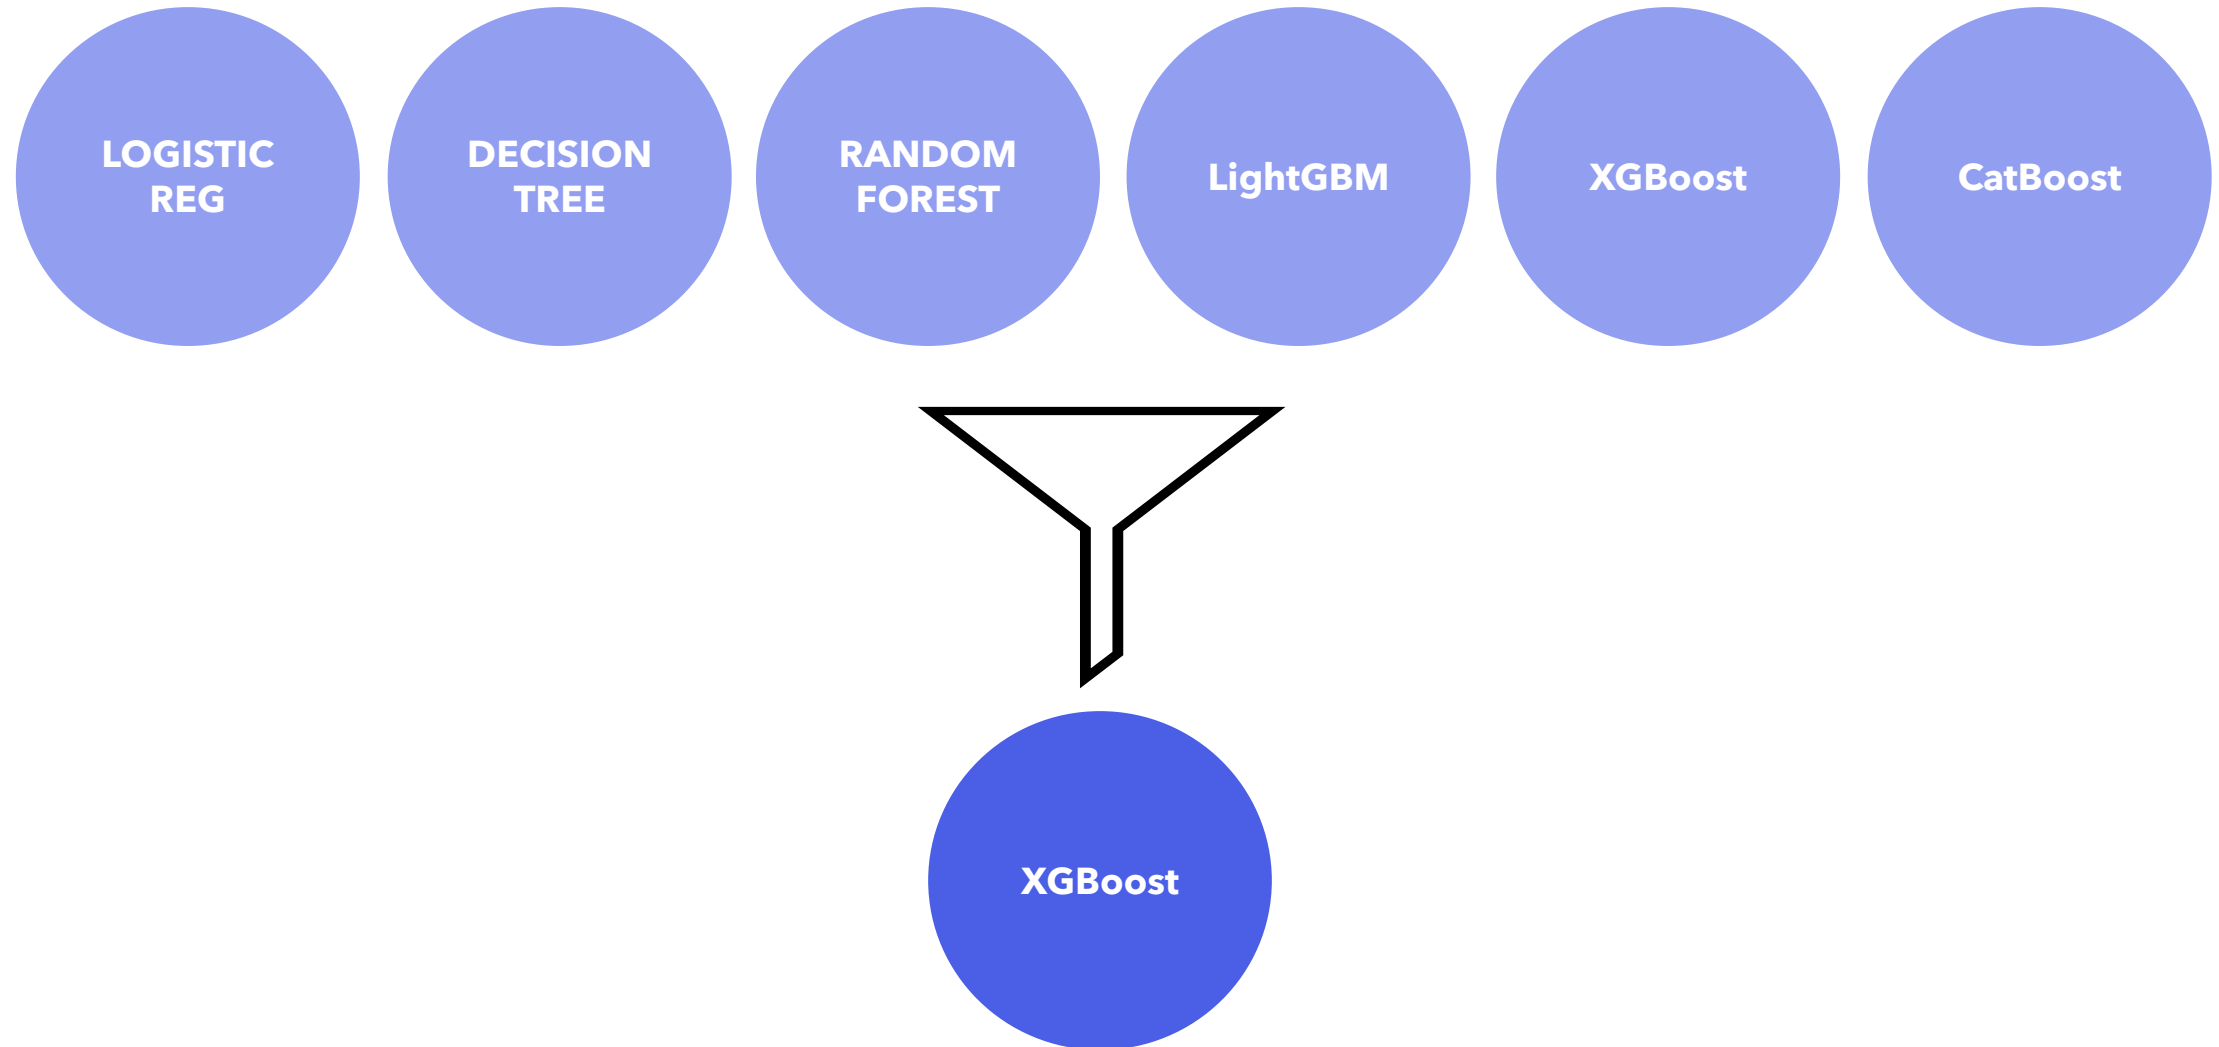 LOGISTIC
REG
DECISION
TREE
RANDOM
FOREST
LightGBM
XGBoost
CatBoost
XGBoost